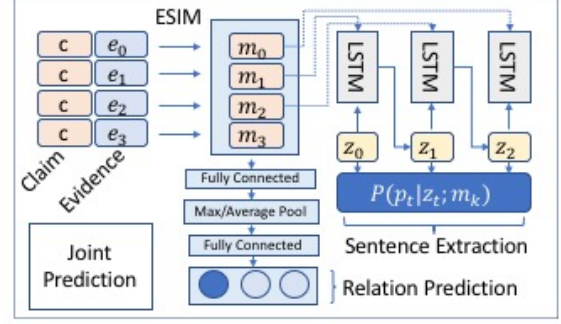 ESIM
c e₀ m₀
c e₁ m₁
c e₂ m₂
c e₃ m₃
LSTM LSTM LSTM
z₀ z₁ z₂
Claim
Evidence
Fully Connected
Max/Average Pool
Fully Connected
P(pₜ|zₜ; mₖ)
Sentence Extraction
Joint
Prediction
Relation Prediction